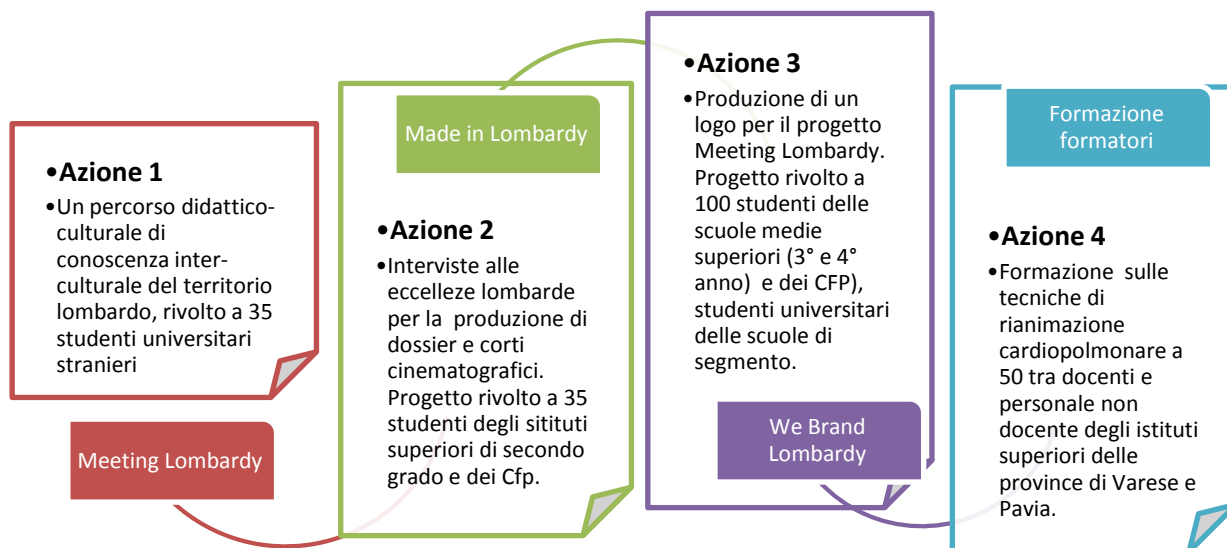 •Azione 1
•Un percorso didattico-
culturale di
conoscenza inter-
culturale del territorio
lombardo, rivolto a 35
studenti universitari
stranieri
Meeting Lombardy
Made in Lombardy
•Azione 2
•Interviste alle
eccelleze lombarde
per la produzione di
dossier e corti
cinematografici.
Progetto rivolto a 35
studenti degli sitituti
superiori di secondo
grado e dei Cfp.
•Azione 3
•Produzione di un
logo per il progetto
Meeting Lombardy.
Progetto rivolto a
100 studenti delle
scuole medie
superiori (3° e 4°
anno) e dei CFP),
studenti universitari
delle scuole di
segmento.
We Brand
Lombardy
Formazione
formatori
•Azione 4
•Formazione sulle
tecniche di
rianimazione
cardiopolmonare a
50 tra docenti e
personale non
docente degli istituti
superiori delle
province di Varese e
Pavia.